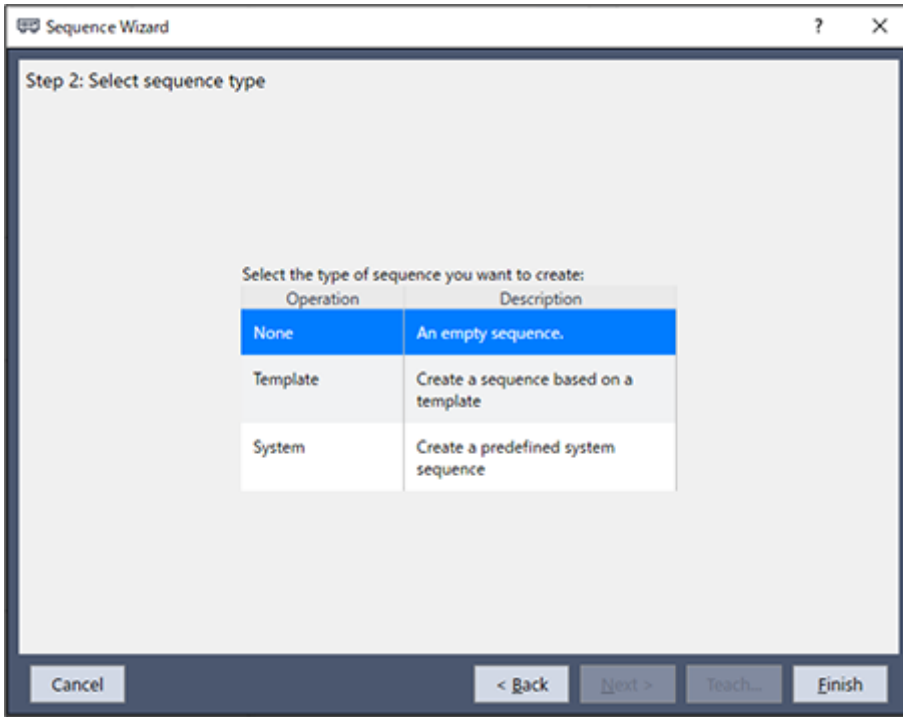 Sequence Wizard
?
Step 2: Select sequence type
Select the type of sequence you want to create:
Operation Description
None An empty sequence.
Template Create a sequence based on a
template
System Create a predefined system
sequence
Cancel < Back Next > Teach... Finish